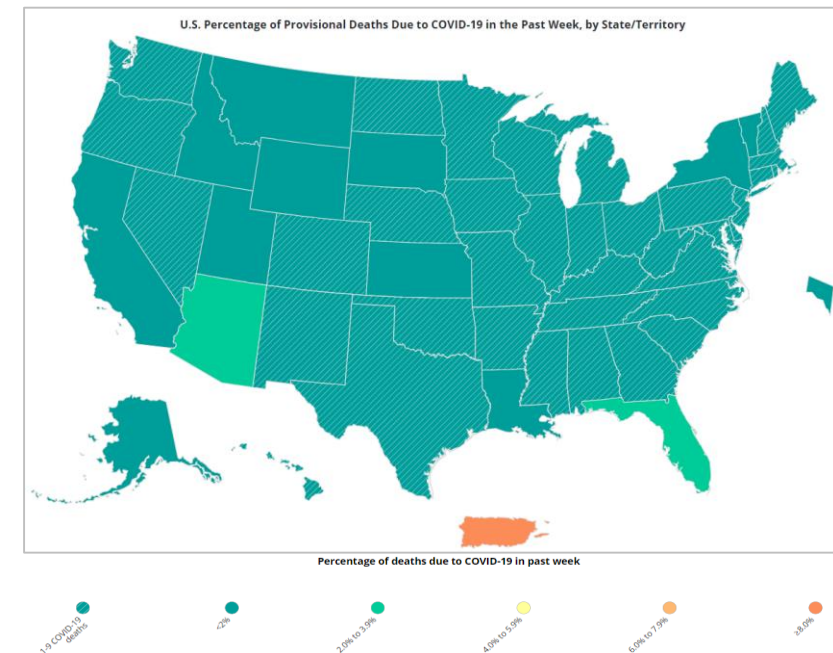 U.S. Percentage of Provisional Deaths Due to COVID-19 in the Past Week, by State/Territory
Percentage of deaths due to COVID-19 in past week
1-9 COVID-19
deaths
<2%
2.0% to 3.9%
4.0% to 5.9%
6.0% to 7.9%
≥8.0%